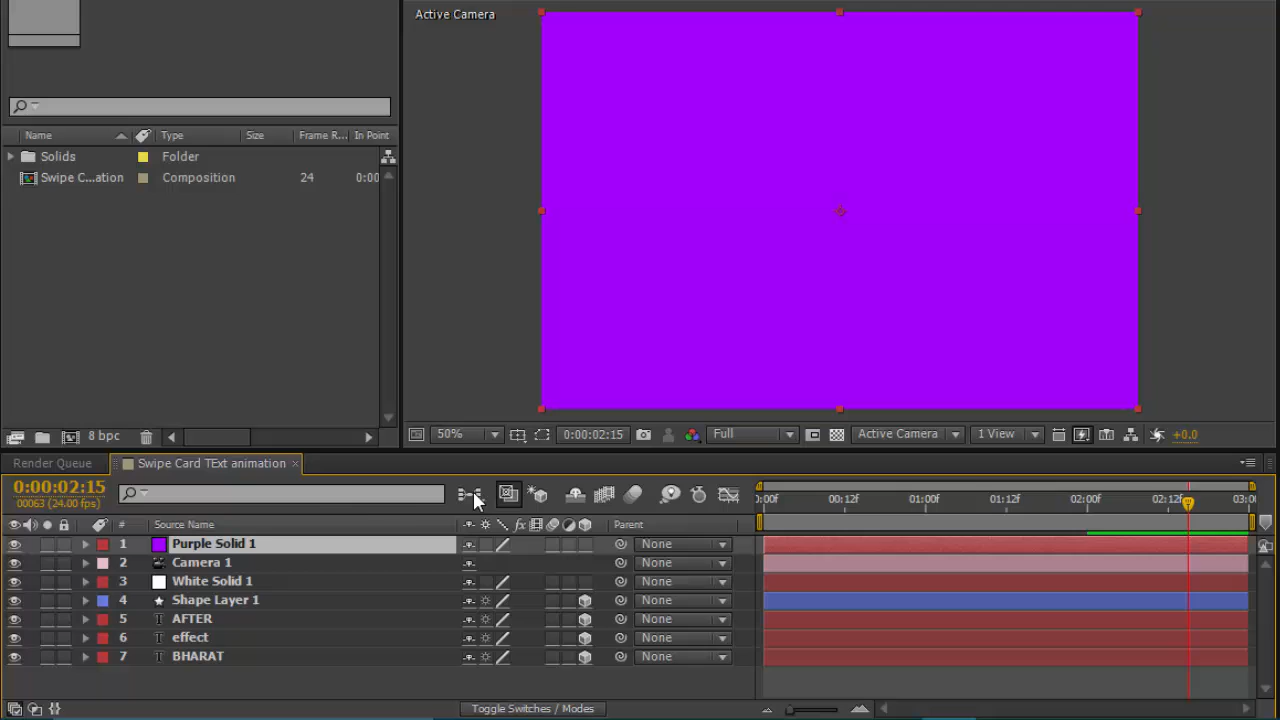 Active Camera
Name Type Size Frame R... In Point
Solids Folder
Swipe C...ation Composition 24 0:00
8 bpc
50% 0:00:02:15 Full Active Camera 1 View +0.0
Render Queue Swipe Card TExt animation ×
0:00:02:15
00063 (24.00 fps)
:00f 00:12f 01:00f 01:12f 02:00f 02:12f 03:0
# Source Name fx Parent
1 Purple Solid 1 None
2 Camera 1 None
3 White Solid 1 None
4 Shape Layer 1 None
5 T AFTER None
6 T effect None
7 T BHARAT None
Toggle Switches / Modes